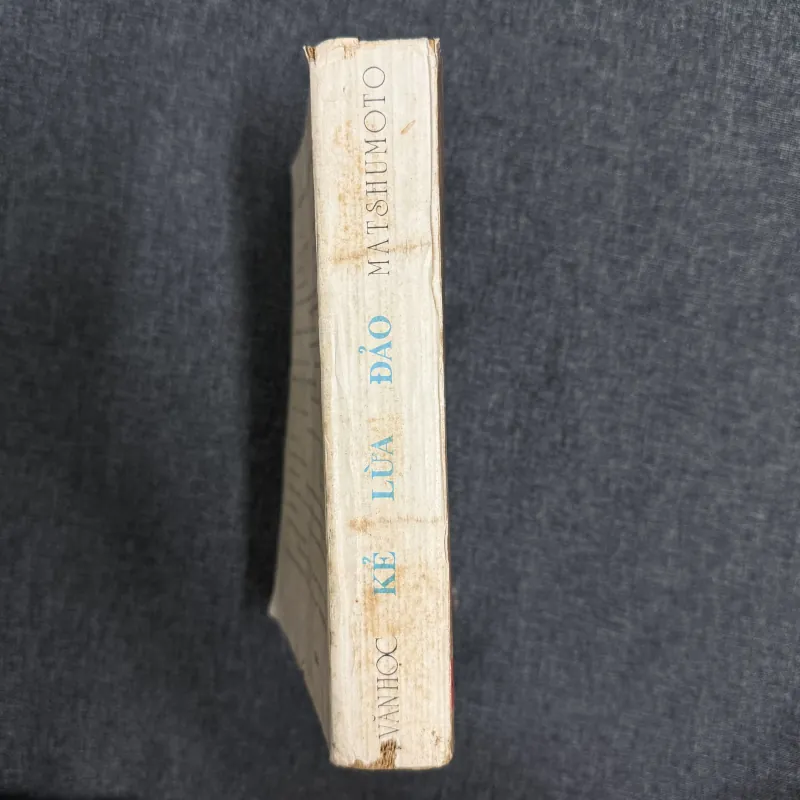 VĂN HỌC KẺ LỪA ĐẢO MATSHUMOTO